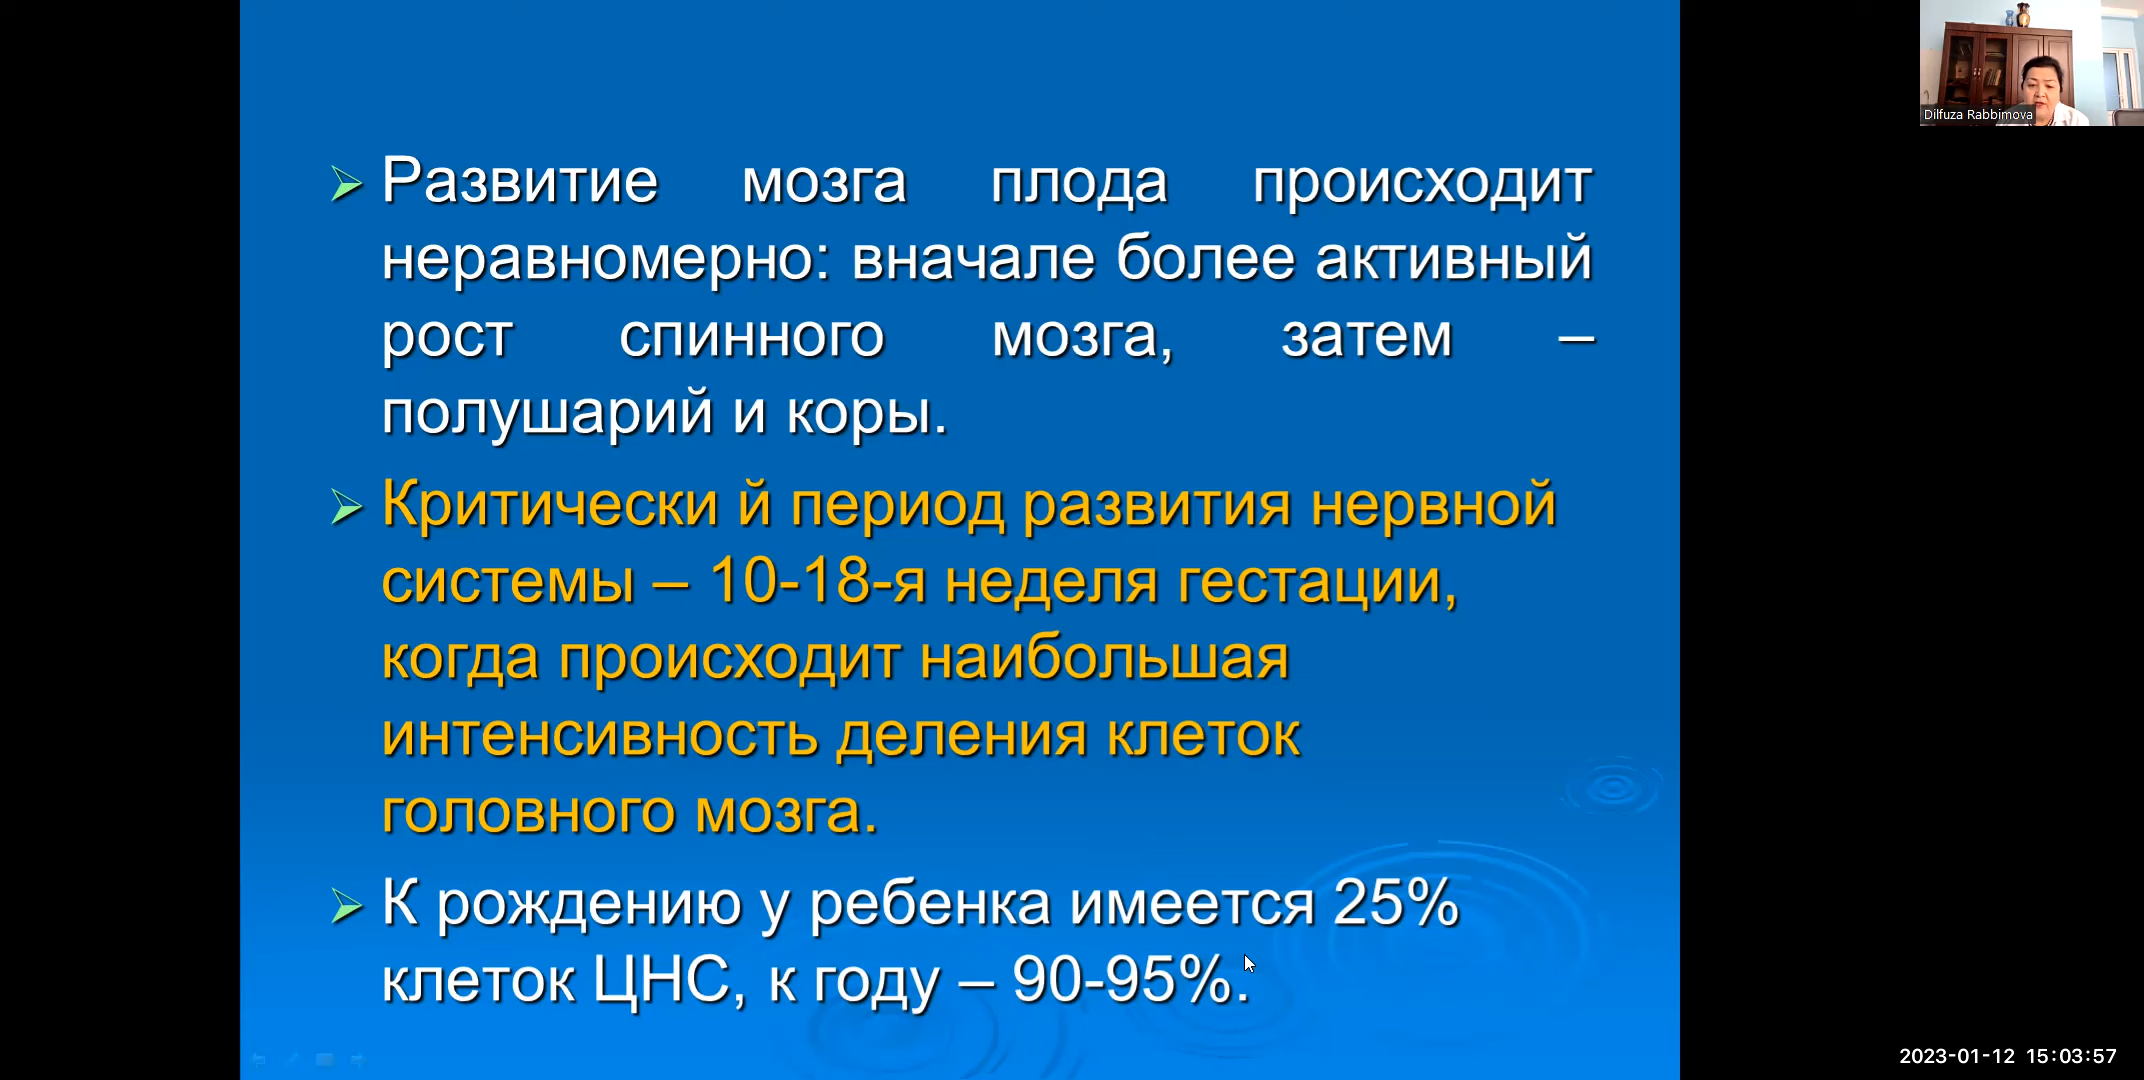 Развитие мозга плода происходит
неравномерно: вначале более активный
рост спинного мозга, затем –
полушарий и коры.
Критически й период развития нервной
системы – 10-18-я неделя гестации,
когда происходит наибольшая
интенсивность деления клеток
головного мозга.
К рождению у ребенка имеется 25%
клеток ЦНС, к году – 90-95%.
Dilfuza Rabbimova
2023-01-12 15:03:57